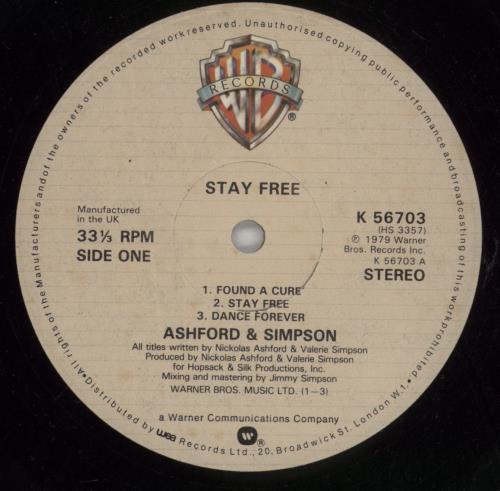 All rights of the Manufacturers and of the owners of the recorded work reserved. Unauthorised copying public performance and broadcasting of this work prohibited.
WB
RECORDS
®
STAY FREE
Manufactured
in the UK
33⅓ RPM
SIDE ONE
K 56703
(HS 3357)
℗ 1979 Warner
Bros. Records Inc.
K 56703 A
STEREO
1. FOUND A CURE
2. STAY FREE
3. DANCE FOREVER
ASHFORD & SIMPSON
All titles written by Nickolas Ashford & Valerie Simpson
Produced by Nickolas Ashford & Valerie Simpson
for Hopsack & Silk Productions, Inc.
Mixing and mastering by Jimmy Simpson
WARNER BROS. MUSIC LTD. (1–3)
a Warner Communications Company
®
•Distributed by wea Records Ltd., 20, Broadwick St. London W1.•